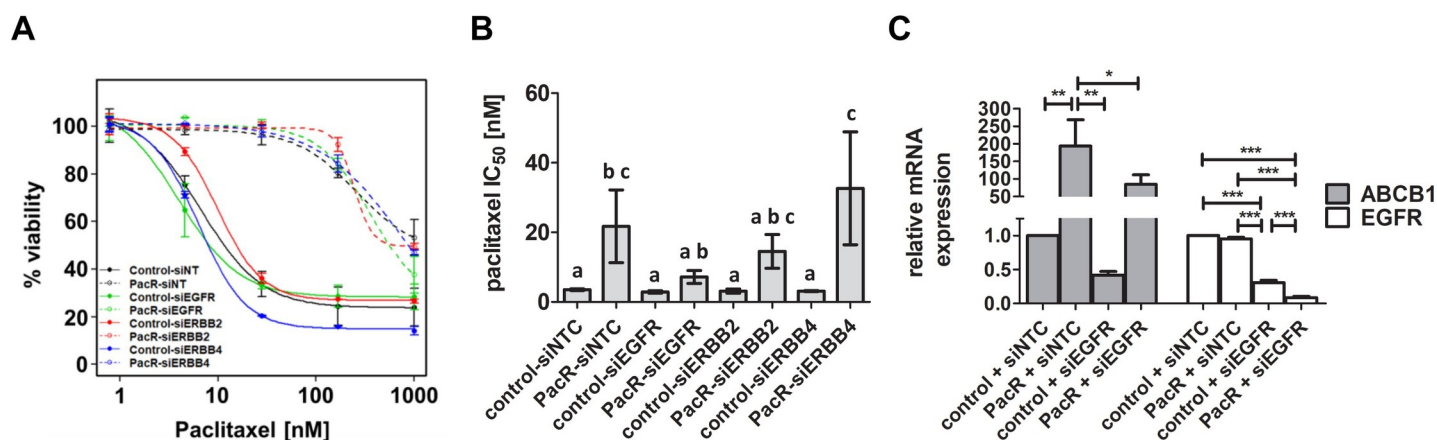 A
% viability
100
80
60
40
20
0
Control-siNT
PacR-siNT
Control-siEGFR
PacR-siEGFR
Control-siERBB2
PacR-siERBB2
Control-siERBB4
PacR-siERBB4
1
10
100
1000
Paclitaxel [nM]
B
paclitaxel IC50 [nM]
60
40
20
0
a
b c
a
a b
a
a b c
a
c
control-siNTC
PacR-siNTC
control-siEGFR
PacR-siEGFR
control-siERBB2
PacR-siERBB2
control-siERBB4
PacR-siERBB4
C
relative mRNA
expression
300
250
200
150
100
50
1.0
0.5
0.0
*
** **
***
***
***
*** ***
control + siNTC
PacR + siNTC
control + siEGFR
PacR + siEGFR
control + siNTC
PacR + siNTC
control + siEGFR
PacR + siEGFR
ABCB1
EGFR